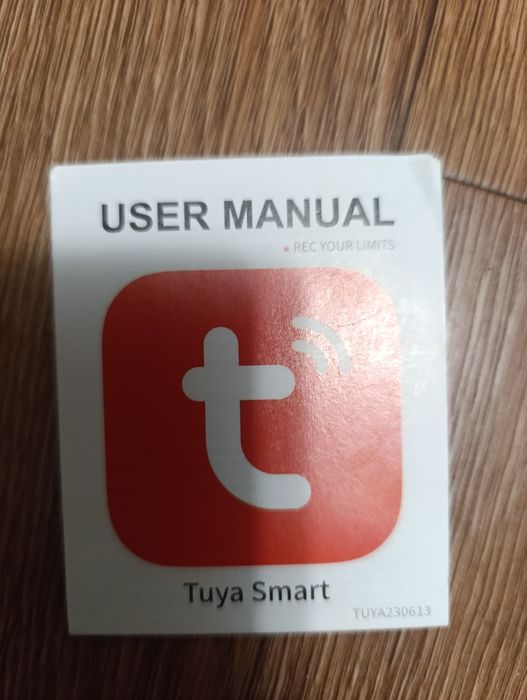 USER MANUAL
REC YOUR LIMITS
t
Tuya Smart
TUYA230613